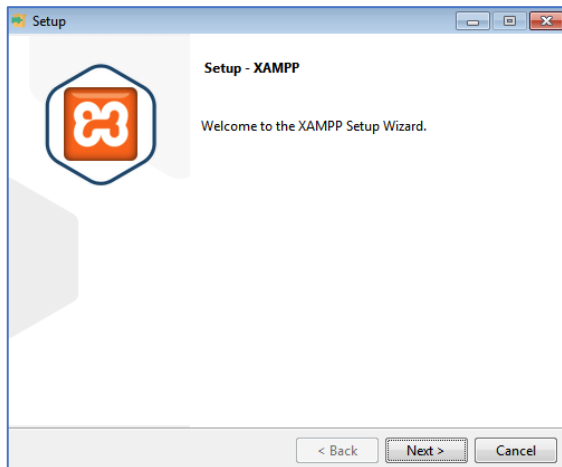 Setup
Setup - XAMPP
Welcome to the XAMPP Setup Wizard.
< Back Next > Cancel